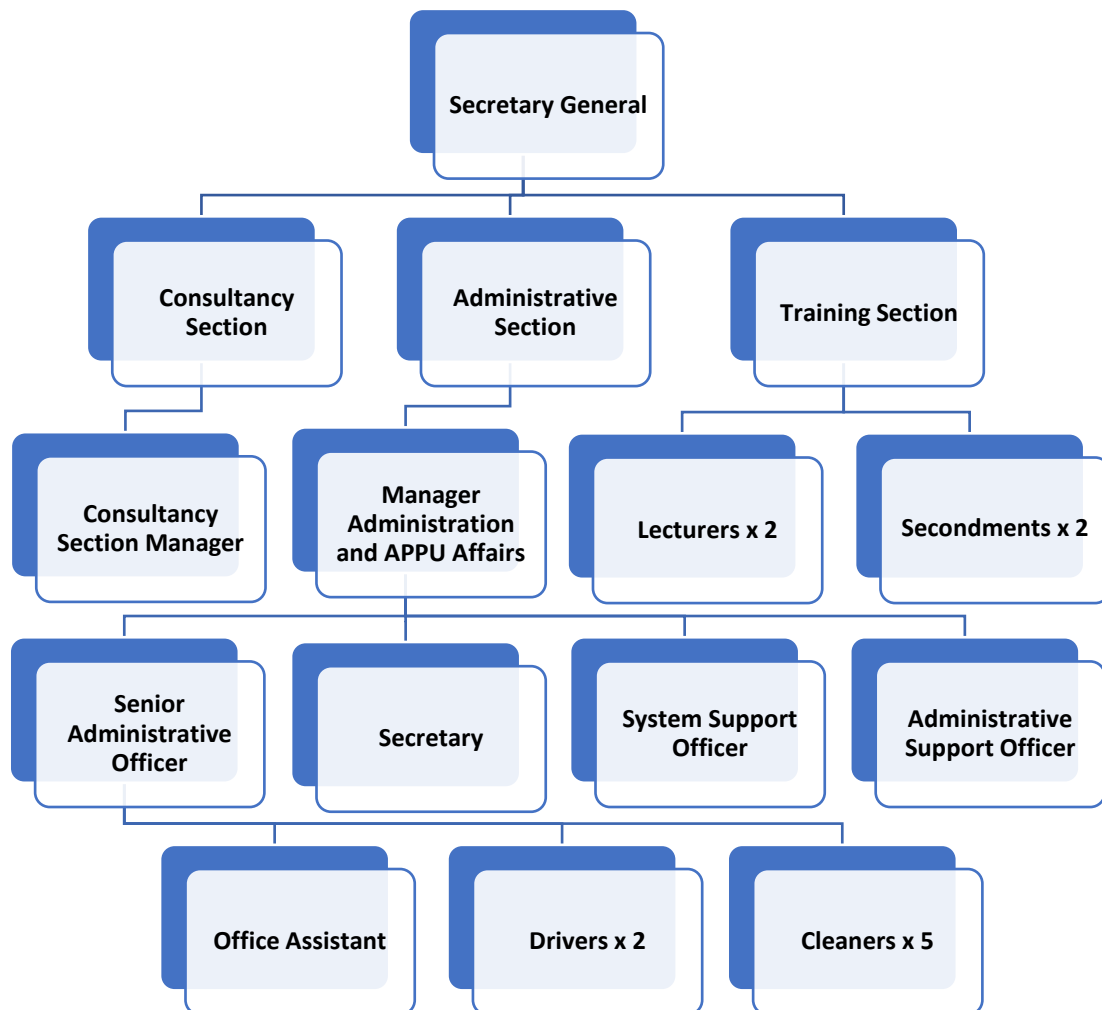 Secretary General
Consultancy
Section
Administrative
Section
Training Section
Consultancy
Section Manager
Manager
Administration
and APPU Affairs
Lecturers x 2
Secondments x 2
Senior
Administrative
Officer
Secretary
System Support
Officer
Administrative
Support Officer
Office Assistant
Drivers x 2
Cleaners x 5